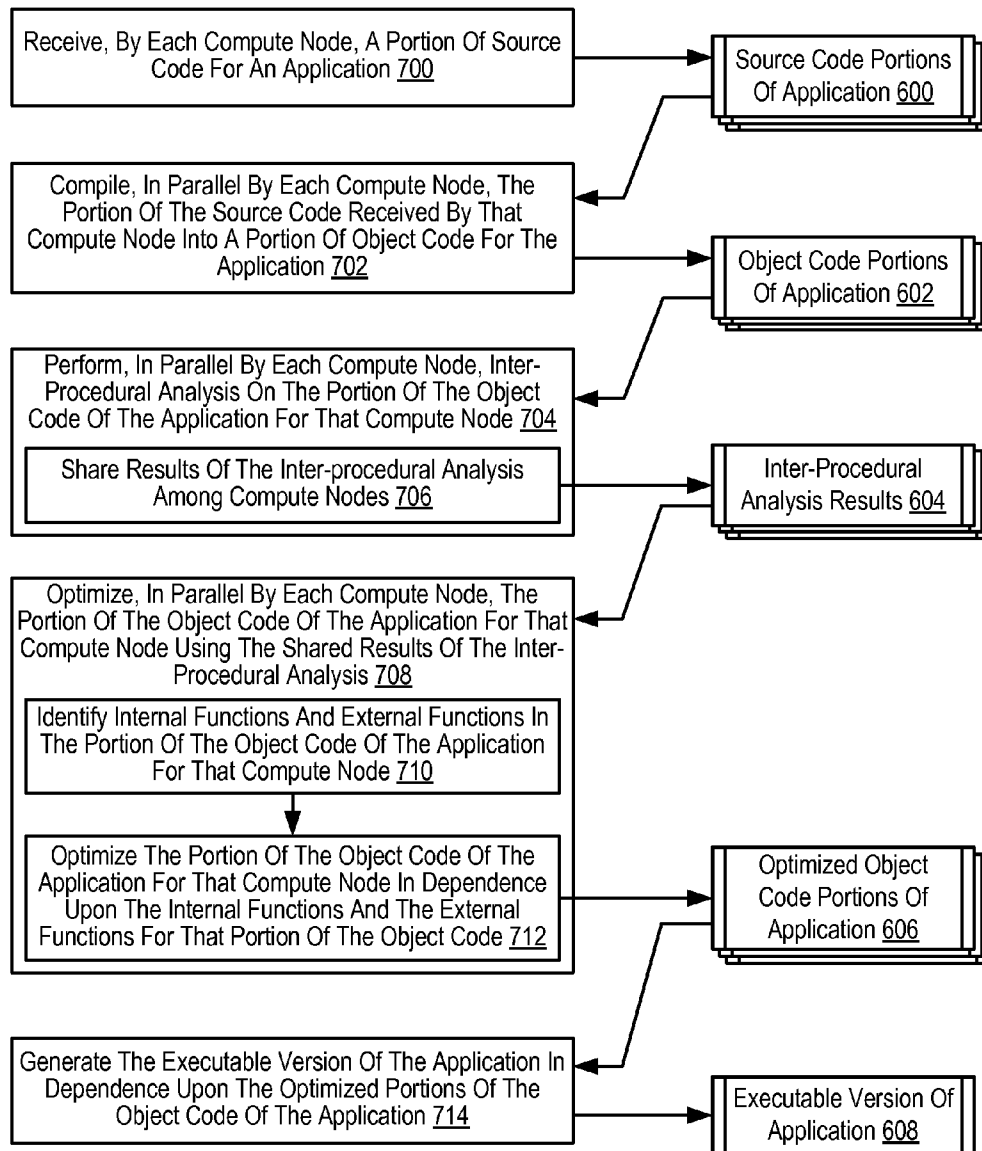 Receive, By Each Compute Node, A Portion Of Source
Code For An Application 700
Source Code Portions
Of Application 600
Compile, In Parallel By Each Compute Node, The
Portion Of The Source Code Received By That
Compute Node Into A Portion Of Object Code For The
Application 702
Object Code Portions
Of Application 602
Perform, In Parallel By Each Compute Node, Inter-
Procedural Analysis On The Portion Of The Object
Code Of The Application For That Compute Node 704
Share Results Of The Inter-procedural Analysis
Among Compute Nodes 706
Inter-Procedural
Analysis Results 604
Optimize, In Parallel By Each Compute Node, The
Portion Of The Object Code Of The Application For That
Compute Node Using The Shared Results Of The Inter-
Procedural Analysis 708
Identify Internal Functions And External Functions In
The Portion Of The Object Code Of The Application
For That Compute Node 710
Optimize The Portion Of The Object Code Of The
Application For That Compute Node In Dependence
Upon The Internal Functions And The External
Functions For That Portion Of The Object Code 712
Optimized Object
Code Portions Of
Application 606
Generate The Executable Version Of The Application In
Dependence Upon The Optimized Portions Of The
Object Code Of The Application 714
Executable Version Of
Application 608